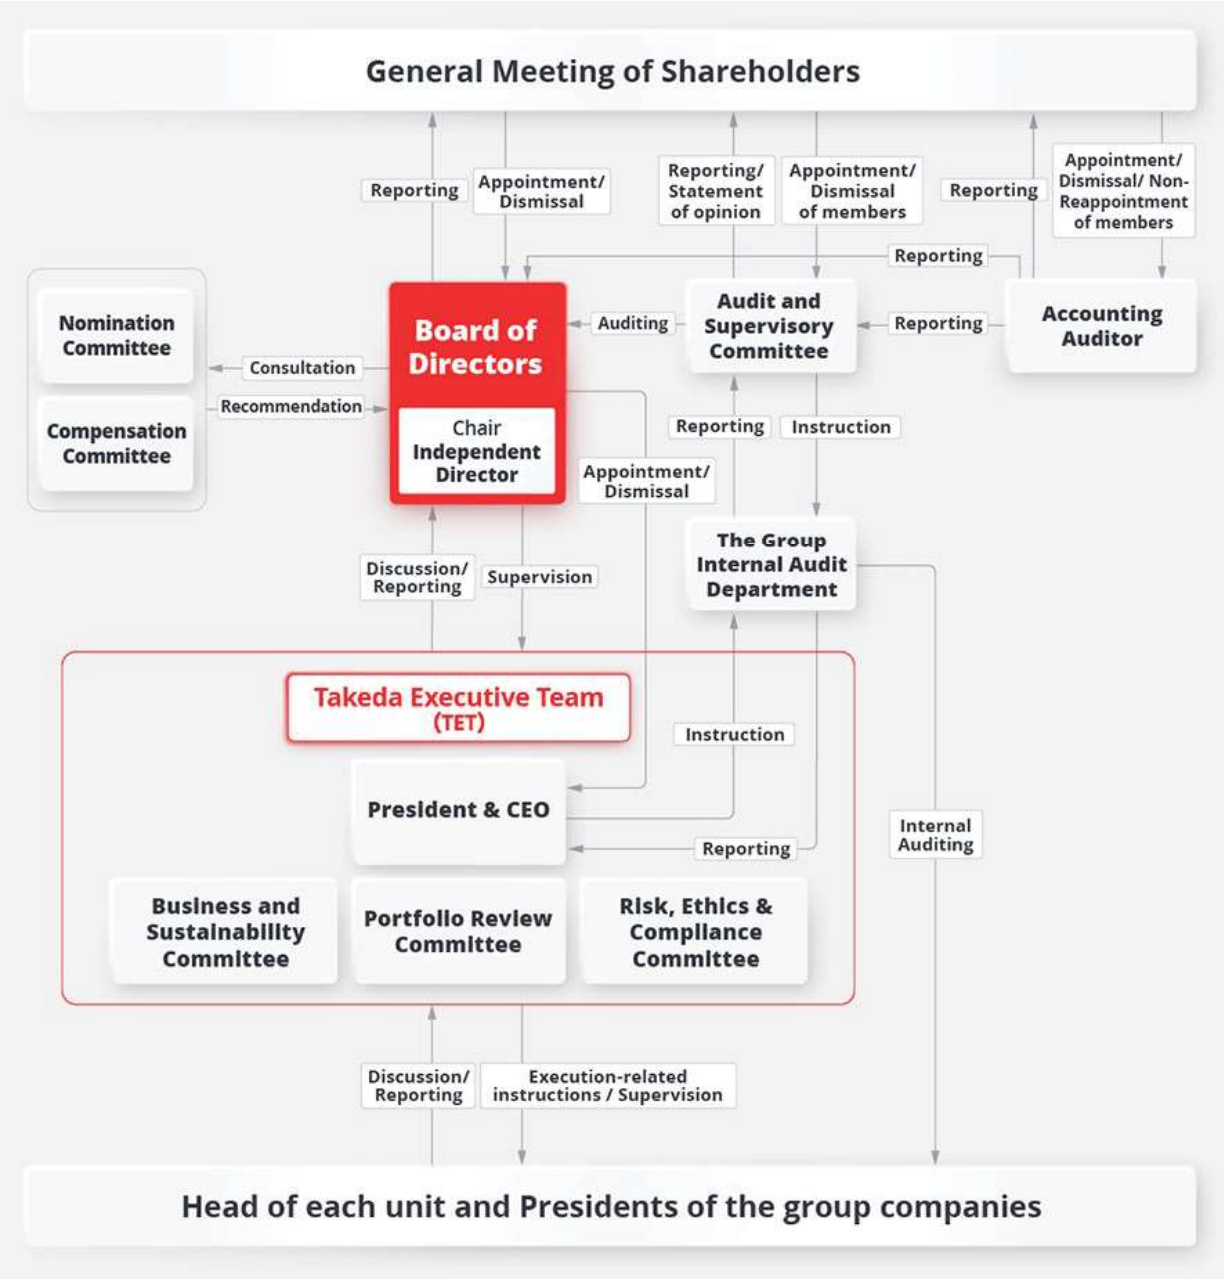 General Meeting of Shareholders
Reporting
Appointment/
Dismissal
Reporting/
Statement
of opinion
Appointment/
Dismissal
of members
Reporting
Appointment/
Dismissal/ Non-
Reappointment
of members
Reporting
Nomination
Committee
Compensation
Committee
Consultation
Recommendation
Board of
Directors
Chair
Independent
Director
Auditing
Audit and
Supervisory
Committee
Reporting
Accounting
Auditor
Reporting
Instruction
Appointment/
Dismissal
The Group
Internal Audit
Department
Discussion/
Reporting
Supervision
Takeda Executive Team
(TET)
Instruction
President & CEO
Reporting
Internal
Auditing
Business and
Sustainability
Committee
Portfolio Review
Committee
Risk, Ethics &
Compliance
Committee
Discussion/
Reporting
Execution-related
instructions / Supervision
Head of each unit and Presidents of the group companies